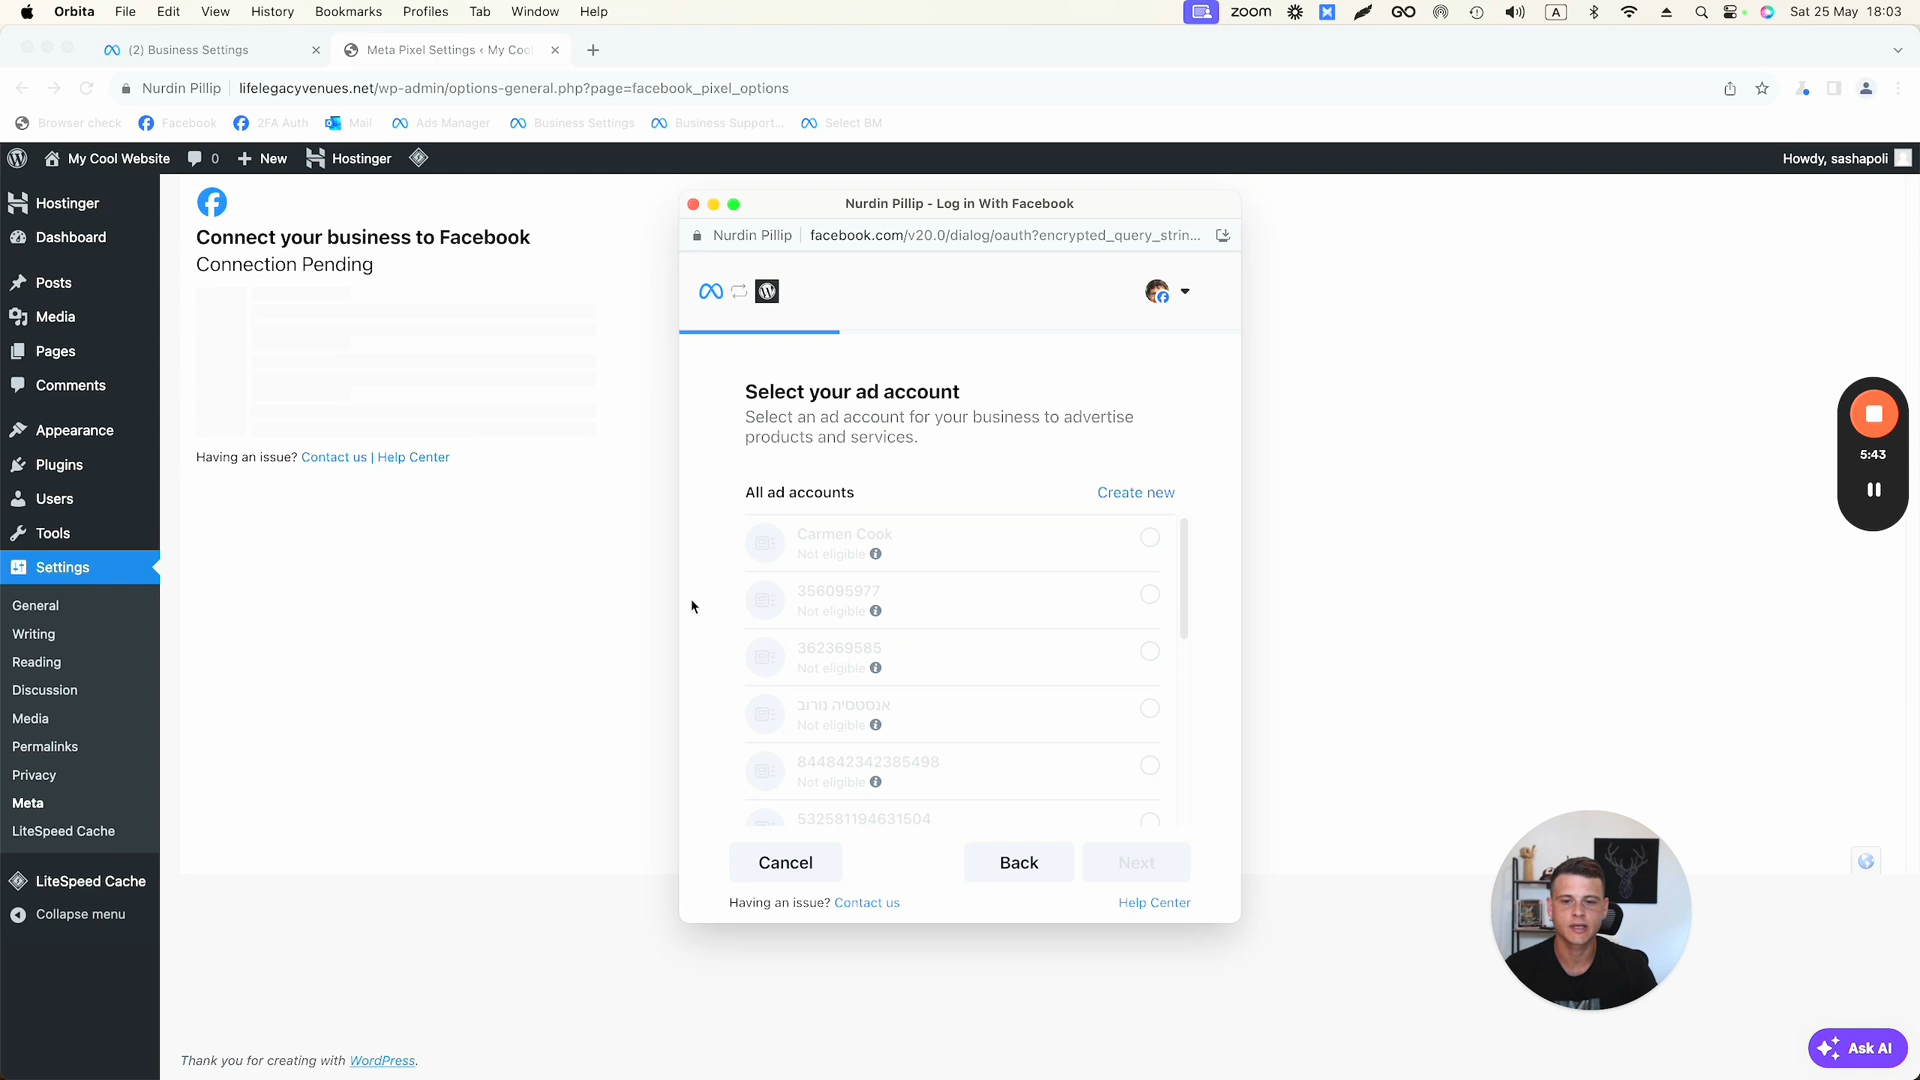 Orbita File Edit View History Bookmarks Profiles Tab Window Help
zoom A Sat 25 May 18:03
(2) Business Settings
Meta Pixel Settings ‹ My Coo
Nurdin Pillip lifelegacyvenues.net/wp-admin/options-general.php?page=facebook_pixel_options
Browser check Facebook 2FA Auth Mail Ads Manager Business Settings Business Support... Select BM
My Cool Website 0 New Hostinger
Howdy, sashapoli
Hostinger
Dashboard
Posts
Media
Pages
Comments
Appearance
Plugins
Users
Tools
Settings
General
Writing
Reading
Discussion
Media
Permalinks
Privacy
Meta
LiteSpeed Cache
LiteSpeed Cache
Collapse menu
Connect your business to Facebook
Connection Pending
Having an issue? Contact us | Help Center
Nurdin Pillip - Log in With Facebook
Nurdin Pillip facebook.com/v20.0/dialog/oauth?encrypted_query_strin...
Select your ad account
Select an ad account for your business to advertise
products and services.
All ad accounts Create new
Carmen Cook
Not eligible
356095977
Not eligible
362369585
Not eligible
אנסטסיה נורוב
Not eligible
844842342385498
Not eligible
532581194631504
Cancel Back Next
Having an issue? Contact us Help Center
5:43
Ask AI
Thank you for creating with WordPress.